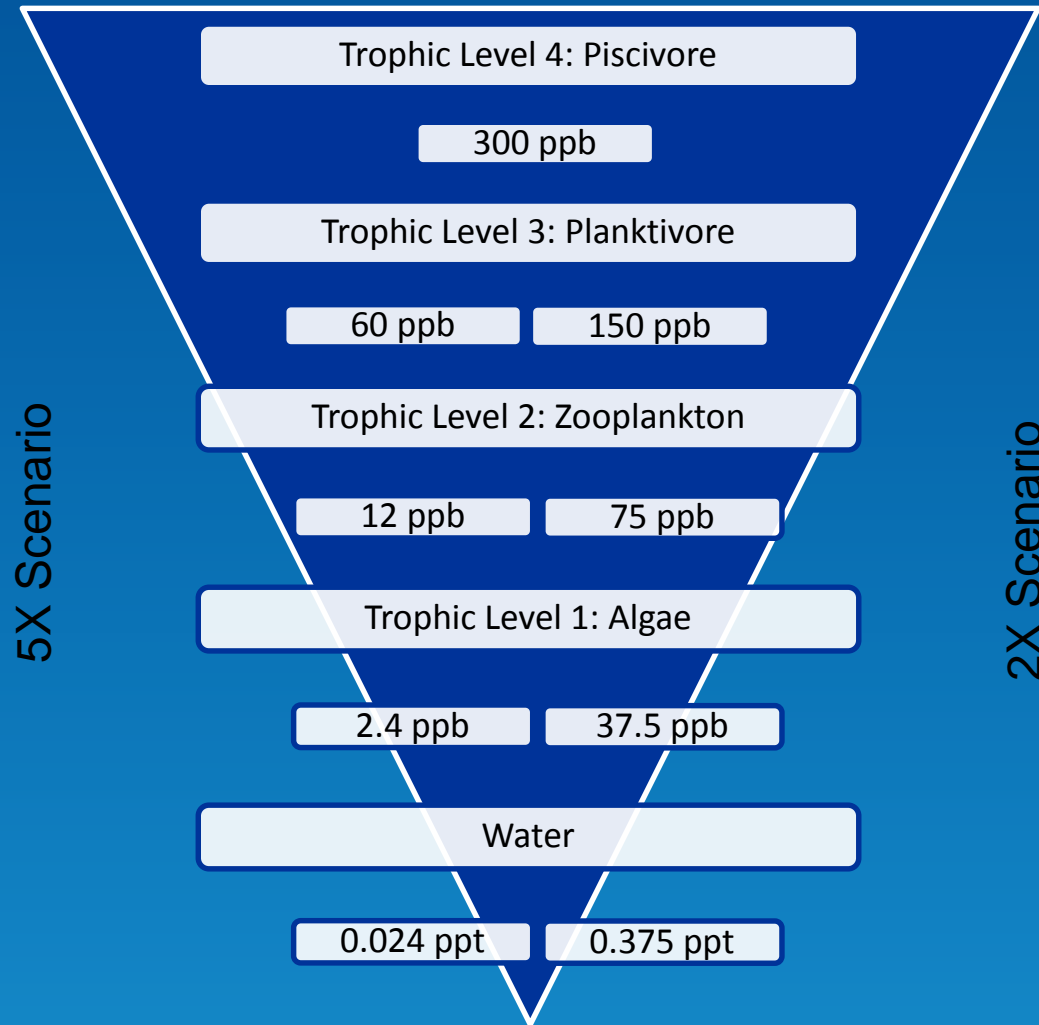 Trophic Level 4: Piscivore
300 ppb
Trophic Level 3: Planktivore
60 ppb
150 ppb
Trophic Level 2: Zooplankton
12 ppb
75 ppb
Trophic Level 1: Algae
2.4 ppb
37.5 ppb
Water
0.024 ppt
0.375 ppt
5X Scenario
2X Scenario